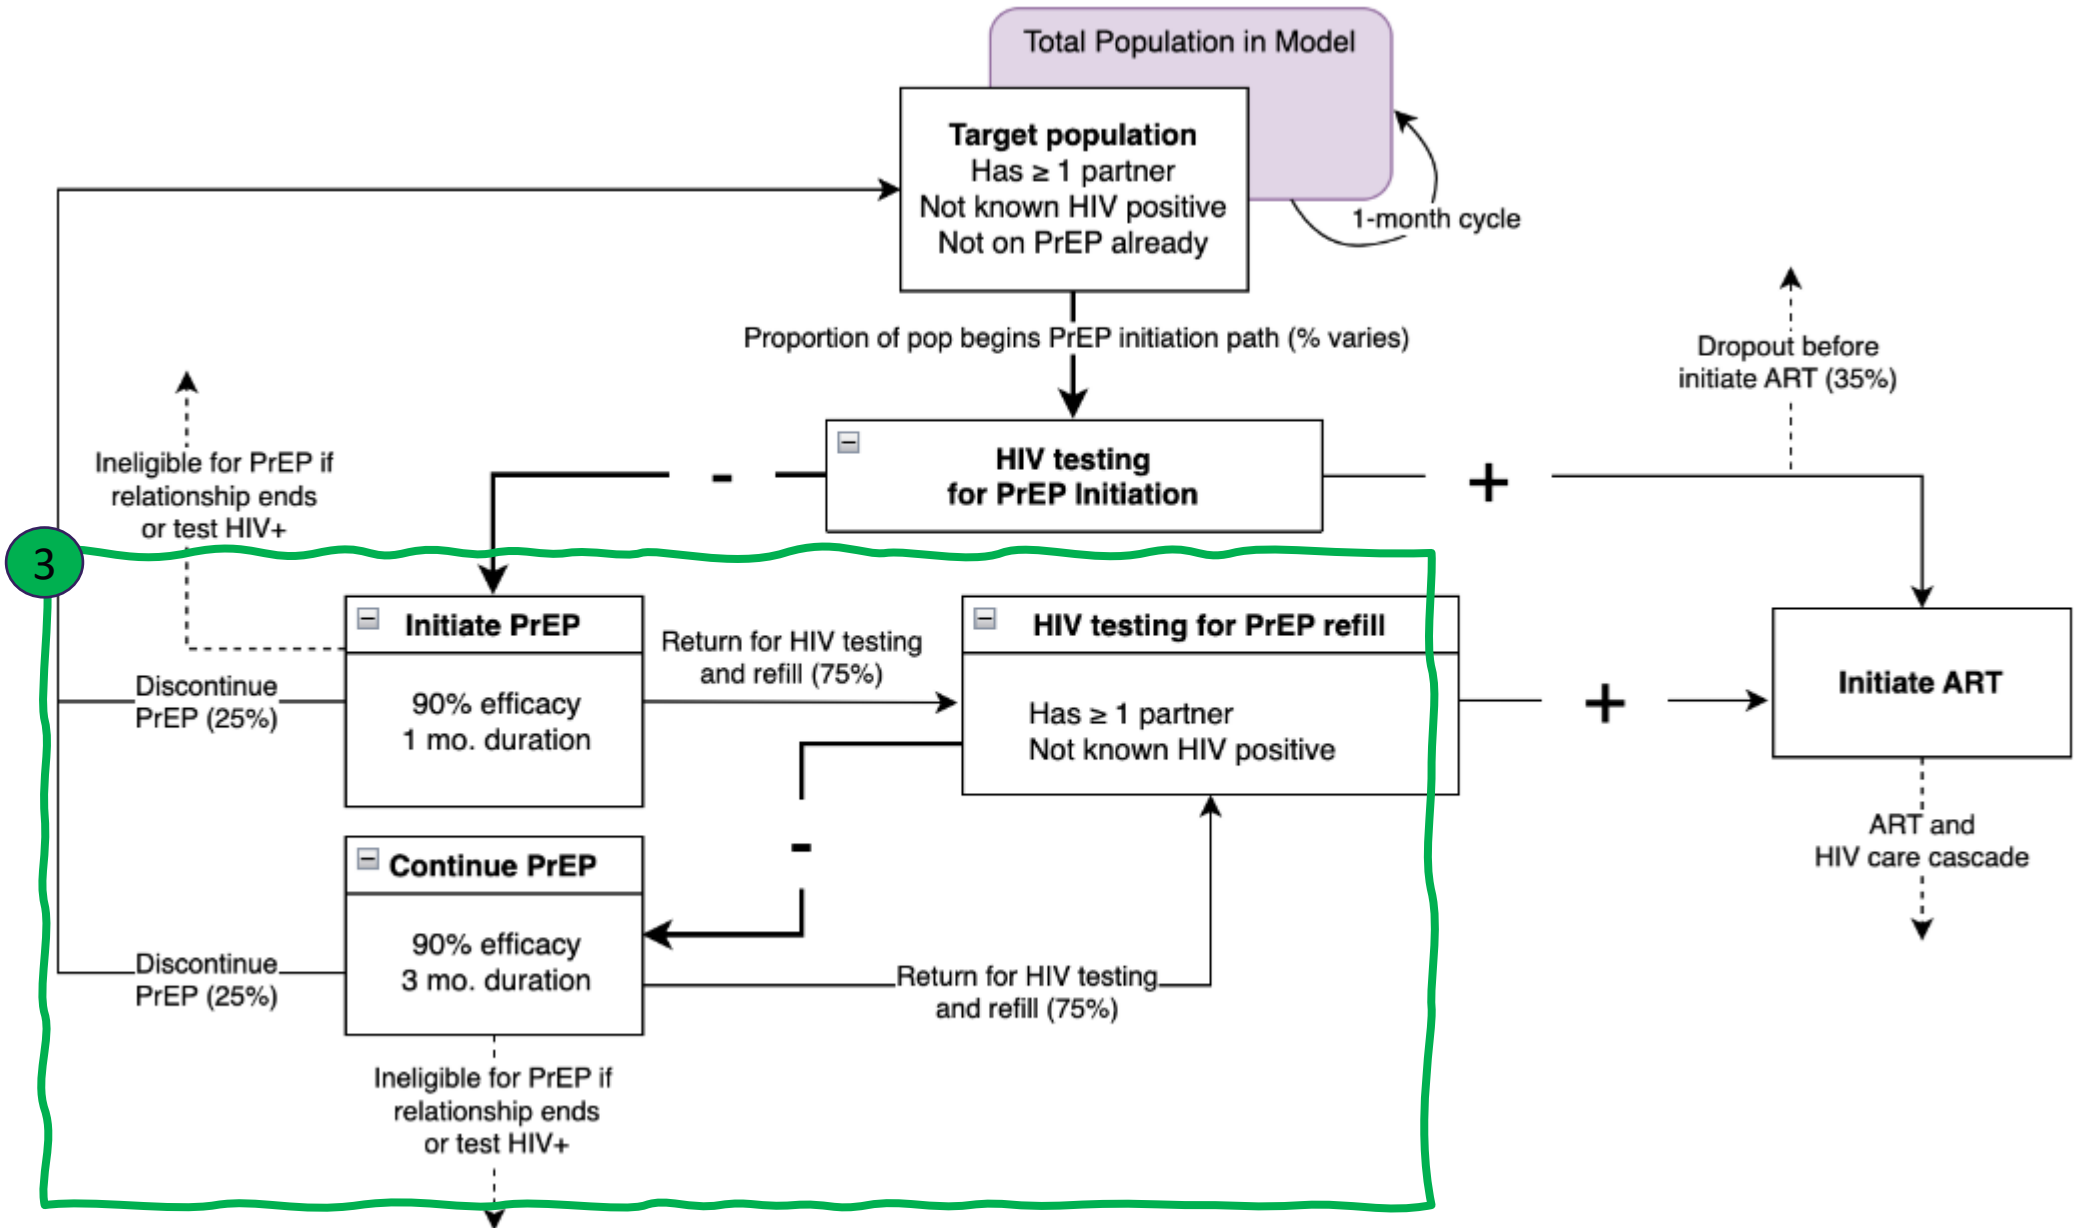 Total Population in Model
Target population
Has ≥ 1 partner
Not known HIV positive
Not on PrEP already
1-month cycle
Proportion of pop begins PrEP initiation path (% varies)
Dropout before
initiate ART (35%)
HIV testing
for PrEP Initiation
-
+
Ineligible for PrEP if
relationship ends
or test HIV+
3
Initiate PrEP
90% efficacy
1 mo. duration
Return for HIV testing
and refill (75%)
HIV testing for PrEP refill
Has ≥ 1 partner
Not known HIV positive
+
Initiate ART
Discontinue
PrEP (25%)
-
Continue PrEP
90% efficacy
3 mo. duration
Discontinue
PrEP (25%)
Return for HIV testing
and refill (75%)
ART and
HIV care cascade
Ineligible for PrEP if
relationship ends
or test HIV+